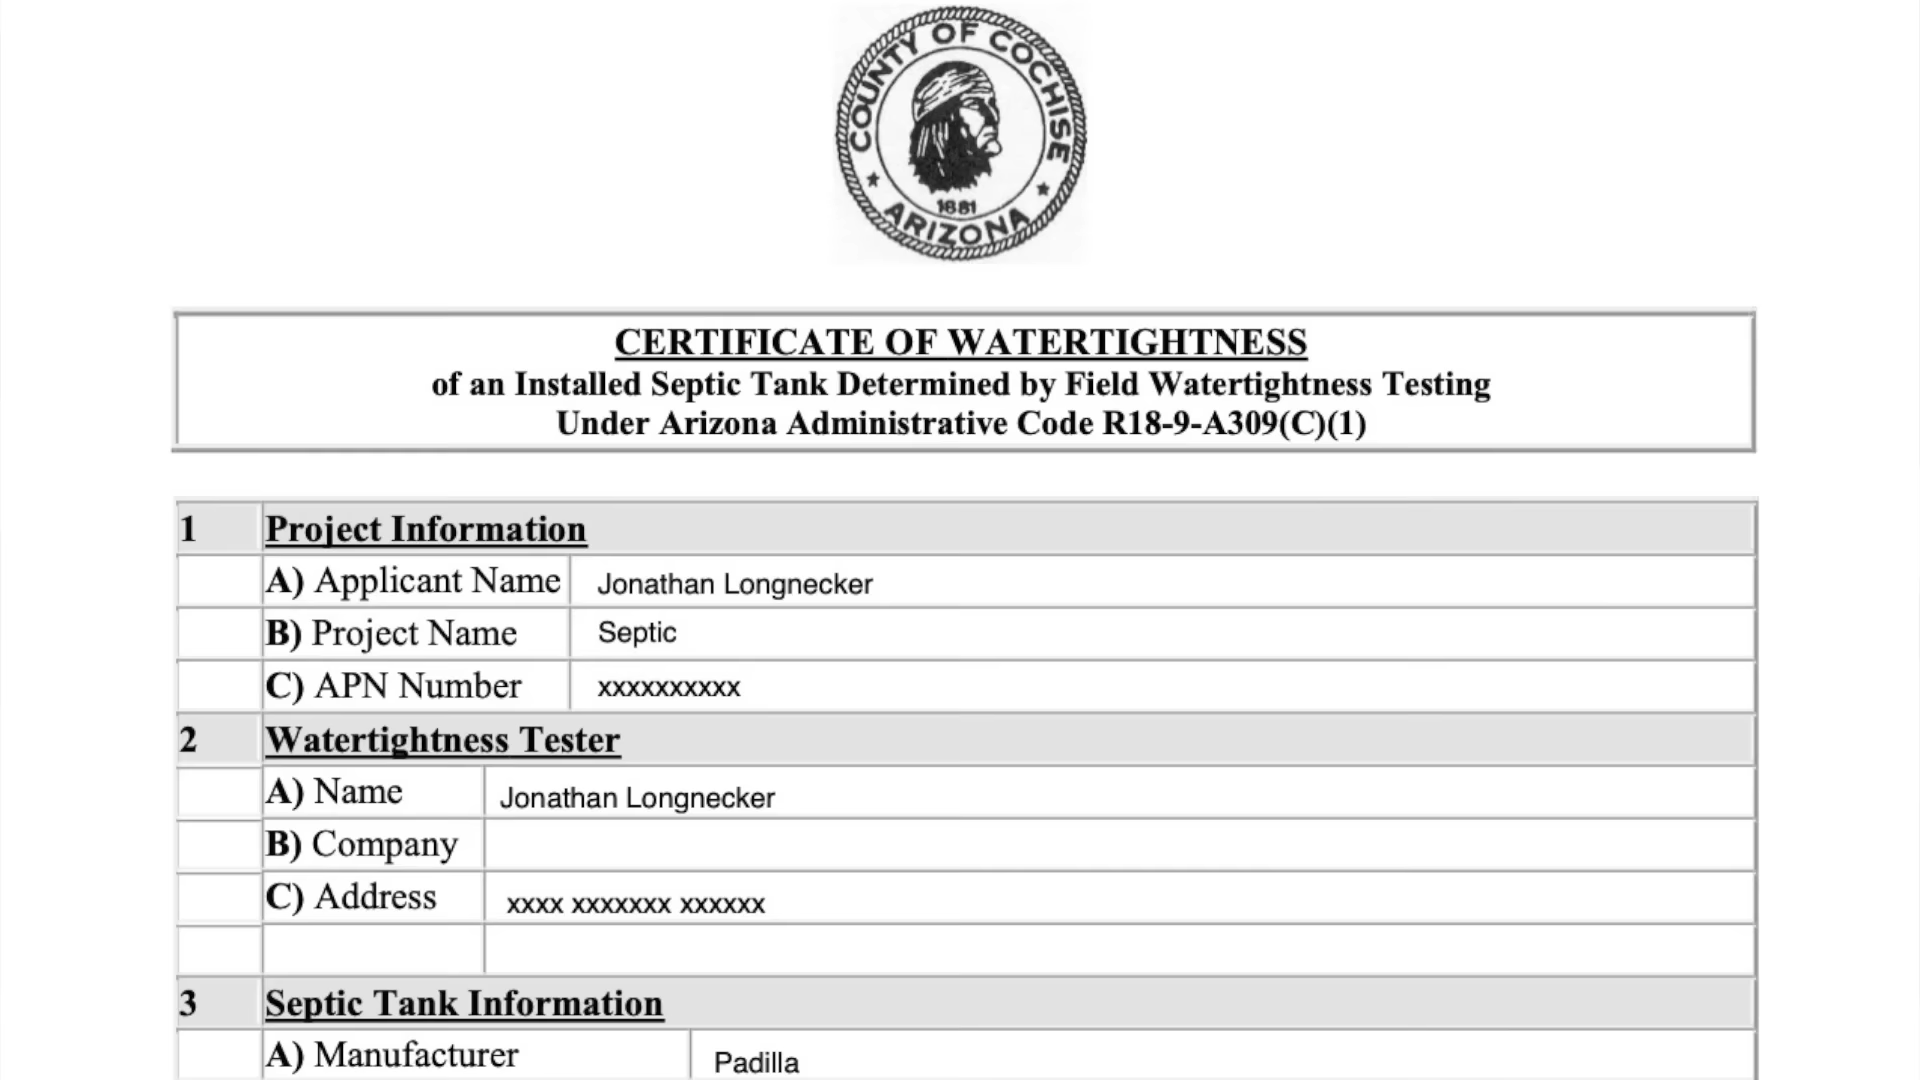 COUNTY OF COCHISE
1881
ARIZONA
CERTIFICATE OF WATERTIGHTNESS
of an Installed Septic Tank Determined by Field Watertightness Testing
Under Arizona Administrative Code R18-9-A309(C)(1)
1 Project Information
A) Applicant Name Jonathan Longnecker
B) Project Name Septic
C) APN Number xxxxxxxxxx
2 Watertightness Tester
A) Name Jonathan Longnecker
B) Company
C) Address xxxx xxxxxxx xxxxxx
3 Septic Tank Information
A) Manufacturer Padilla